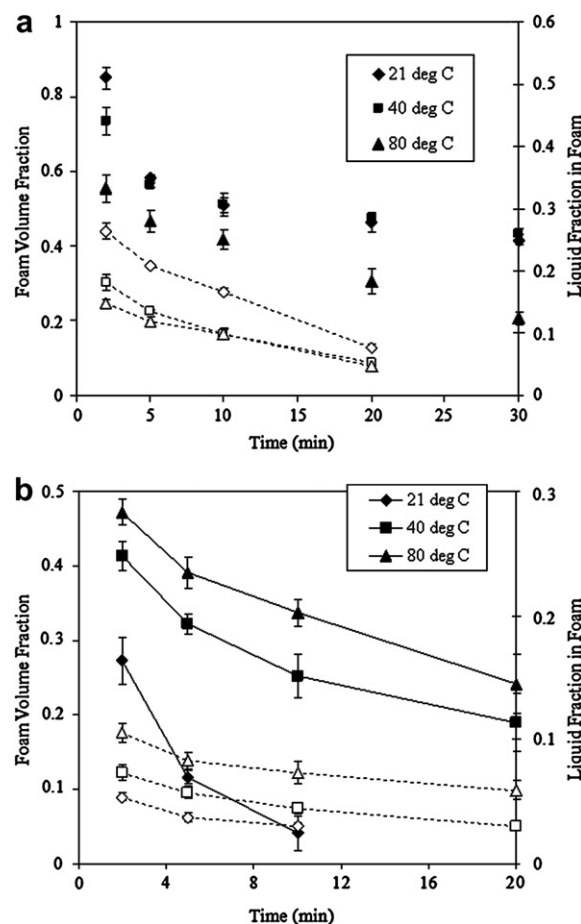 a
1
0.8
0.6
0.4
0.2
0
Foam Volume Fraction
0.6
0.5
0.4
0.3
0.2
0.1
0
Liquid Fraction in Foam
21 deg C
40 deg C
80 deg C
0 5 10 15 20 25 30
Time (min)
b
0.5
0.4
0.3
0.2
0.1
0
Foam Volume Fraction
0.3
0.2
0.1
0
Liquid Fraction in Foam
21 deg C
40 deg C
80 deg C
0 4 8 12 16 20
Time (min)